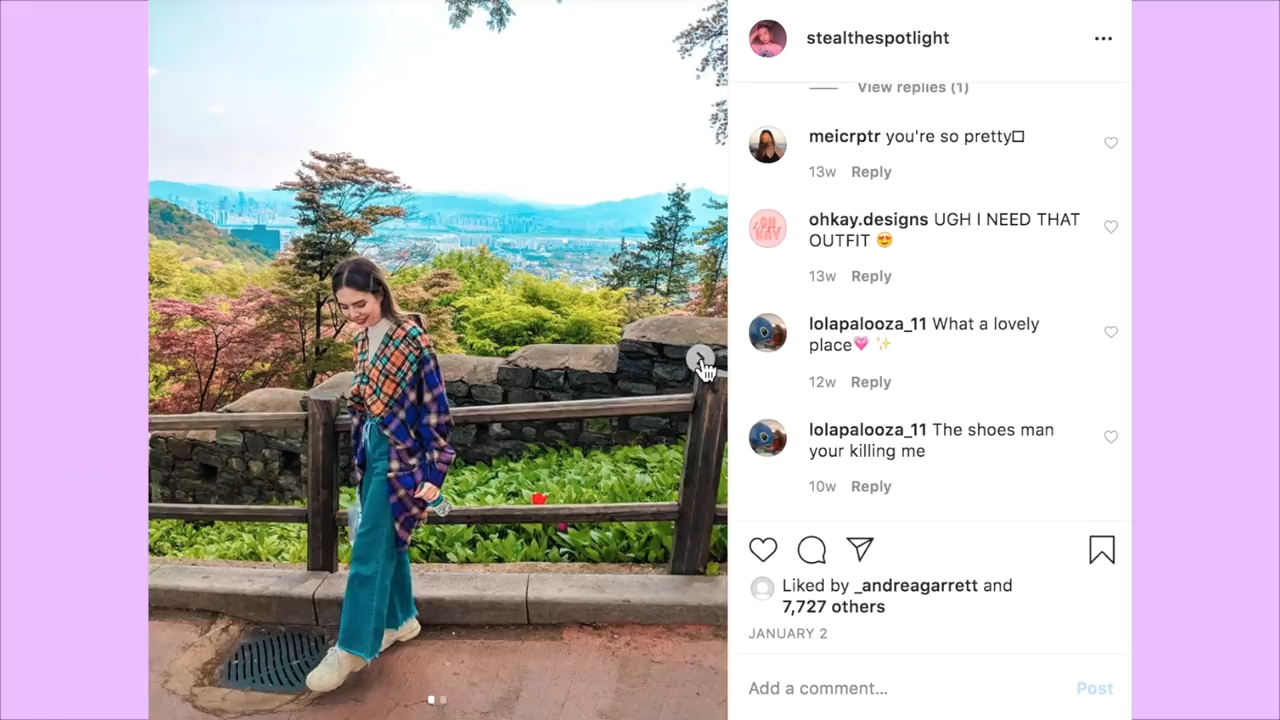 stealthespotlight
View replies (1)
meicrptr you're so pretty□
13w Reply
ohkay.designs UGH I NEED THAT
OUTFIT 😍
13w Reply
lolapalooza_11 What a lovely
place💗 ✨
12w Reply
lolapalooza_11 The shoes man
your killing me
10w Reply
Liked by _andreagarrett and
7,727 others
JANUARY 2
Add a comment... Post